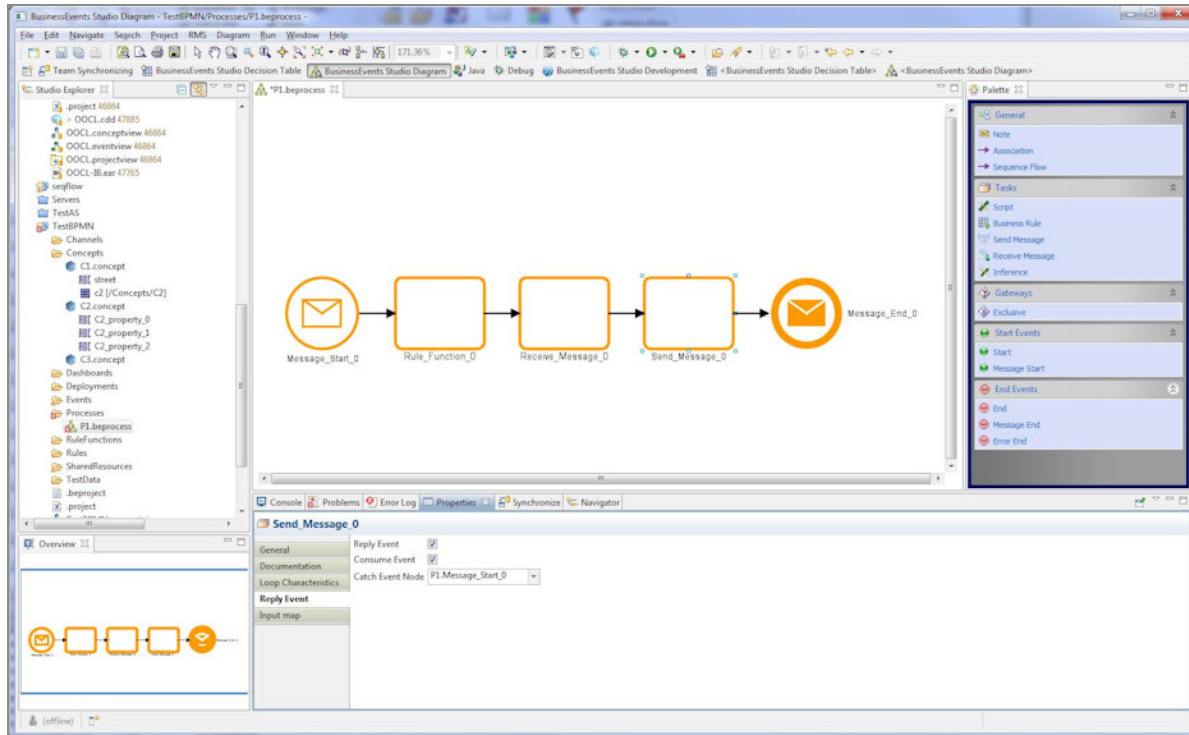 BusinessEvents Studio Diagram - TestBPMN/Processes/P1.beprocess -
File Edit Navigate Search Project RMS Diagram Run Window Help
171.36%
Team Synchronizing BusinessEvents Studio Decision Table BusinessEvents Studio Diagram Java Debug BusinessEvents Studio Development <BusinessEvents Studio Decision Table> <BusinessEvents Studio Diagram>
Studio Explorer
.project 46864
> OOCL.cdd 47885
OOCL.conceptview 46864
OOCL.eventview 46864
OOCL.projectview 46864
OOCL-IB.ear 47765
seqflow
Servers
TestAS
TestBPMN
Channels
Concepts
C1.concept
street
c2 [/Concepts/C2]
C2.concept
C2_property_0
C2_property_1
C2_property_2
C3.concept
Dashboards
Deployments
Events
Processes
P1.beprocess
RuleFunctions
Rules
SharedResources
TestData
.beproject
.project
*P1.beprocess
Message_Start_0
Rule_Function_0
Receive_Message_0
Send_Message_0
Message_End_0
Palette
General
Note
Association
Sequence Flow
Tasks
Script
Business Rule
Send Message
Receive Message
Inference
Gateways
Exclusive
Start Events
Start
Message Start
End Events
End
Message End
Error End
Overview
Console Problems Error Log Properties Synchronize Navigator
Send_Message_0
General
Documentation
Loop Characteristics
Reply Event
Input map
Reply Event
Consume Event
Catch Event Node P1.Message_Start_0
(offline)